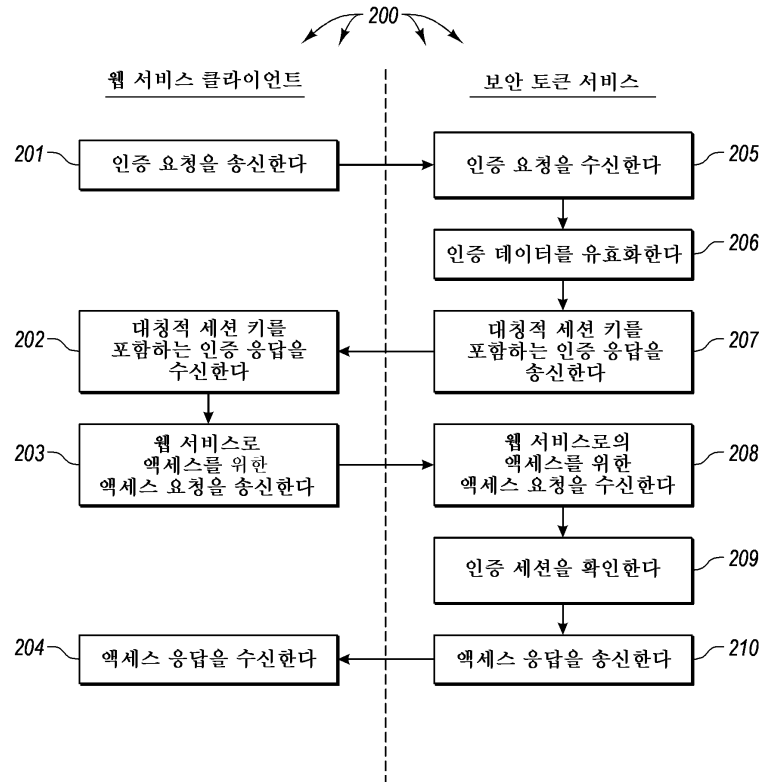 200
웹 서비스 클라이언트
보안 토큰 서비스
201
인증 요청을 송신한다
인증 요청을 수신한다
205
인증 데이터를 유효화한다
206
202
대칭적 세션 키를
포함하는 인증 응답을
수신한다
대칭적 세션 키를
포함하는 인증 응답을
송신한다
207
203
웹 서비스로
액세스를 위한
액세스 요청을 송신한다
웹 서비스로의
액세스를 위한
액세스 요청을 수신한다
208
인증 세션을 확인한다
209
204
액세스 응답을 수신한다
액세스 응답을 송신한다
210